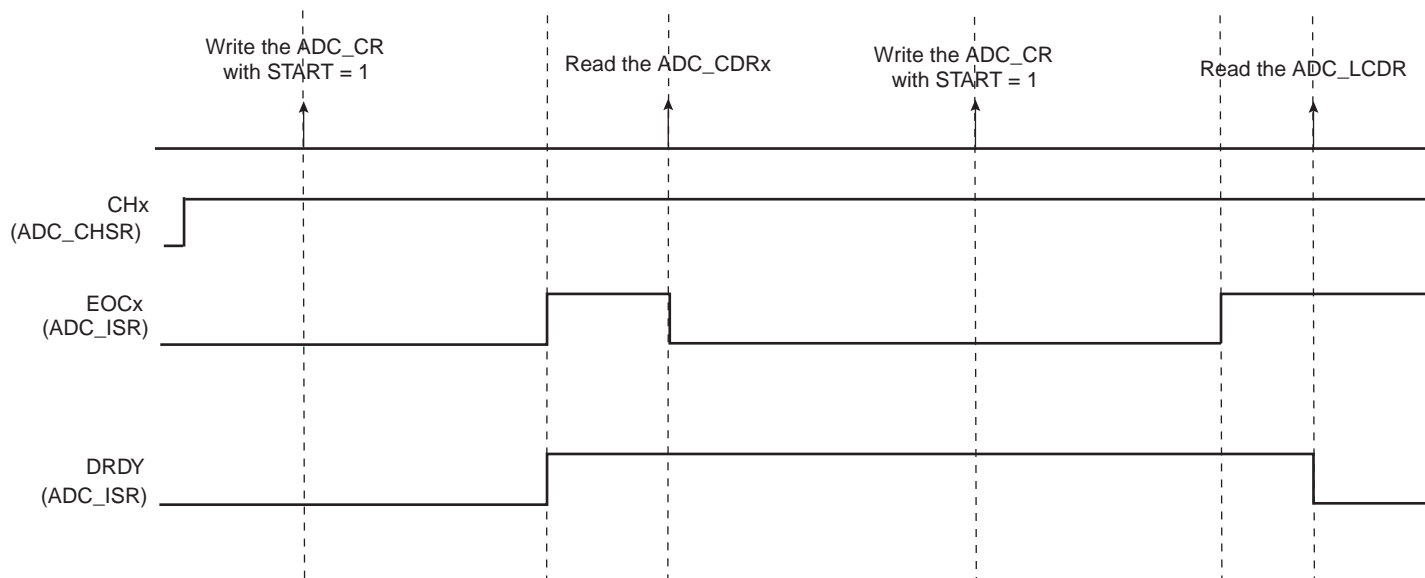 Write the ADC_CR
with START = 1
Read the ADC_CDRx
Write the ADC_CR
with START = 1
Read the ADC_LCDR
CHx
(ADC_CHSR)
EOCx
(ADC_ISR)
DRDY
(ADC_ISR)